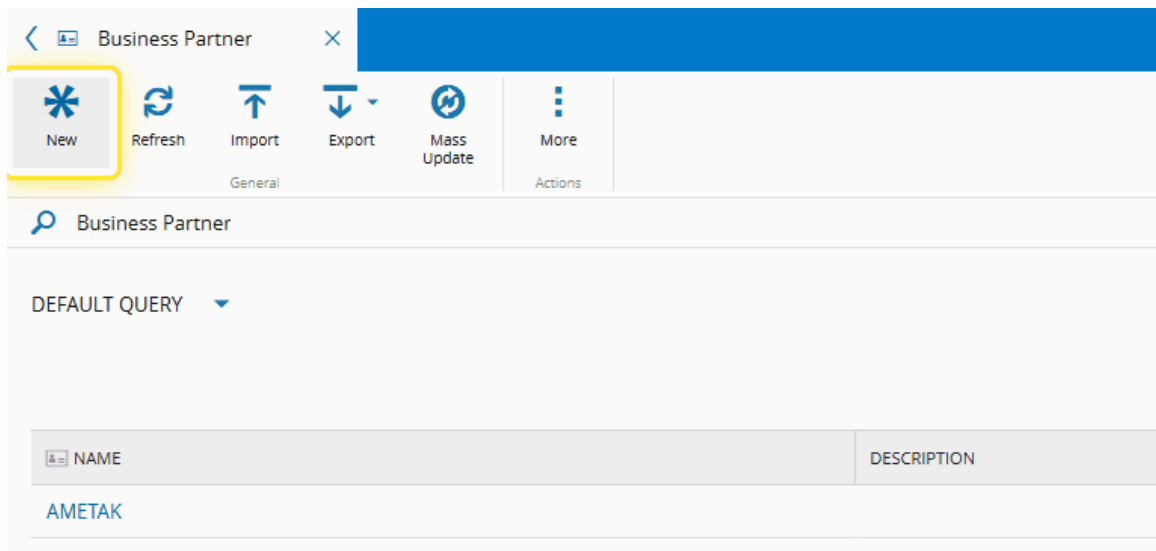 Business Partner
New Refresh Import Export Mass Update More
General Actions
Business Partner
DEFAULT QUERY
NAME DESCRIPTION
AMETAK